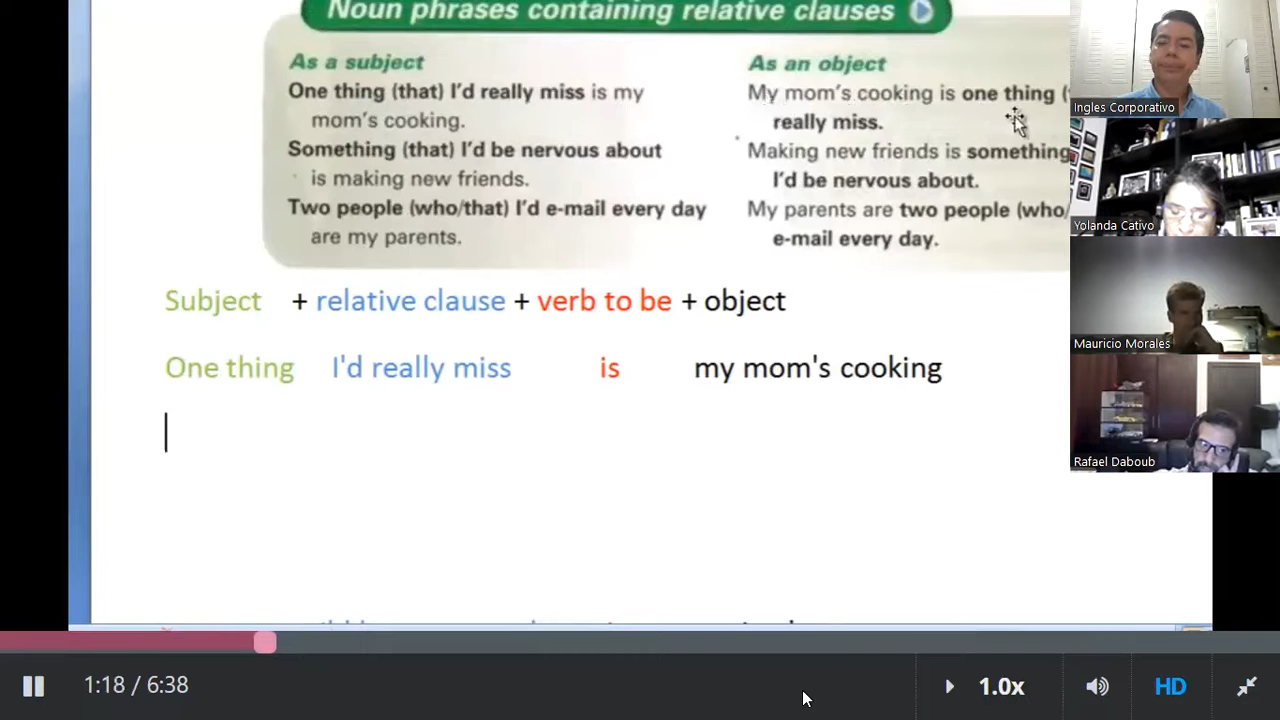 Noun phrases containing relative clauses
As a subject
One thing (that) I'd really miss is my
mom's cooking.
Something (that) I'd be nervous about
is making new friends.
Two people (who/that) I'd e-mail every day
are my parents.
As an object
My mom's cooking is one thing (
really miss.
Making new friends is something
I'd be nervous about.
My parents are two people (who/
e-mail every day.
Subject + relative clause + verb to be + object
One thing I'd really miss is my mom's cooking
Ingles Corporativo
Yolanda Cativo
Mauricio Morales
Rafael Daboub
1:18 / 6:38
1.0x
HD